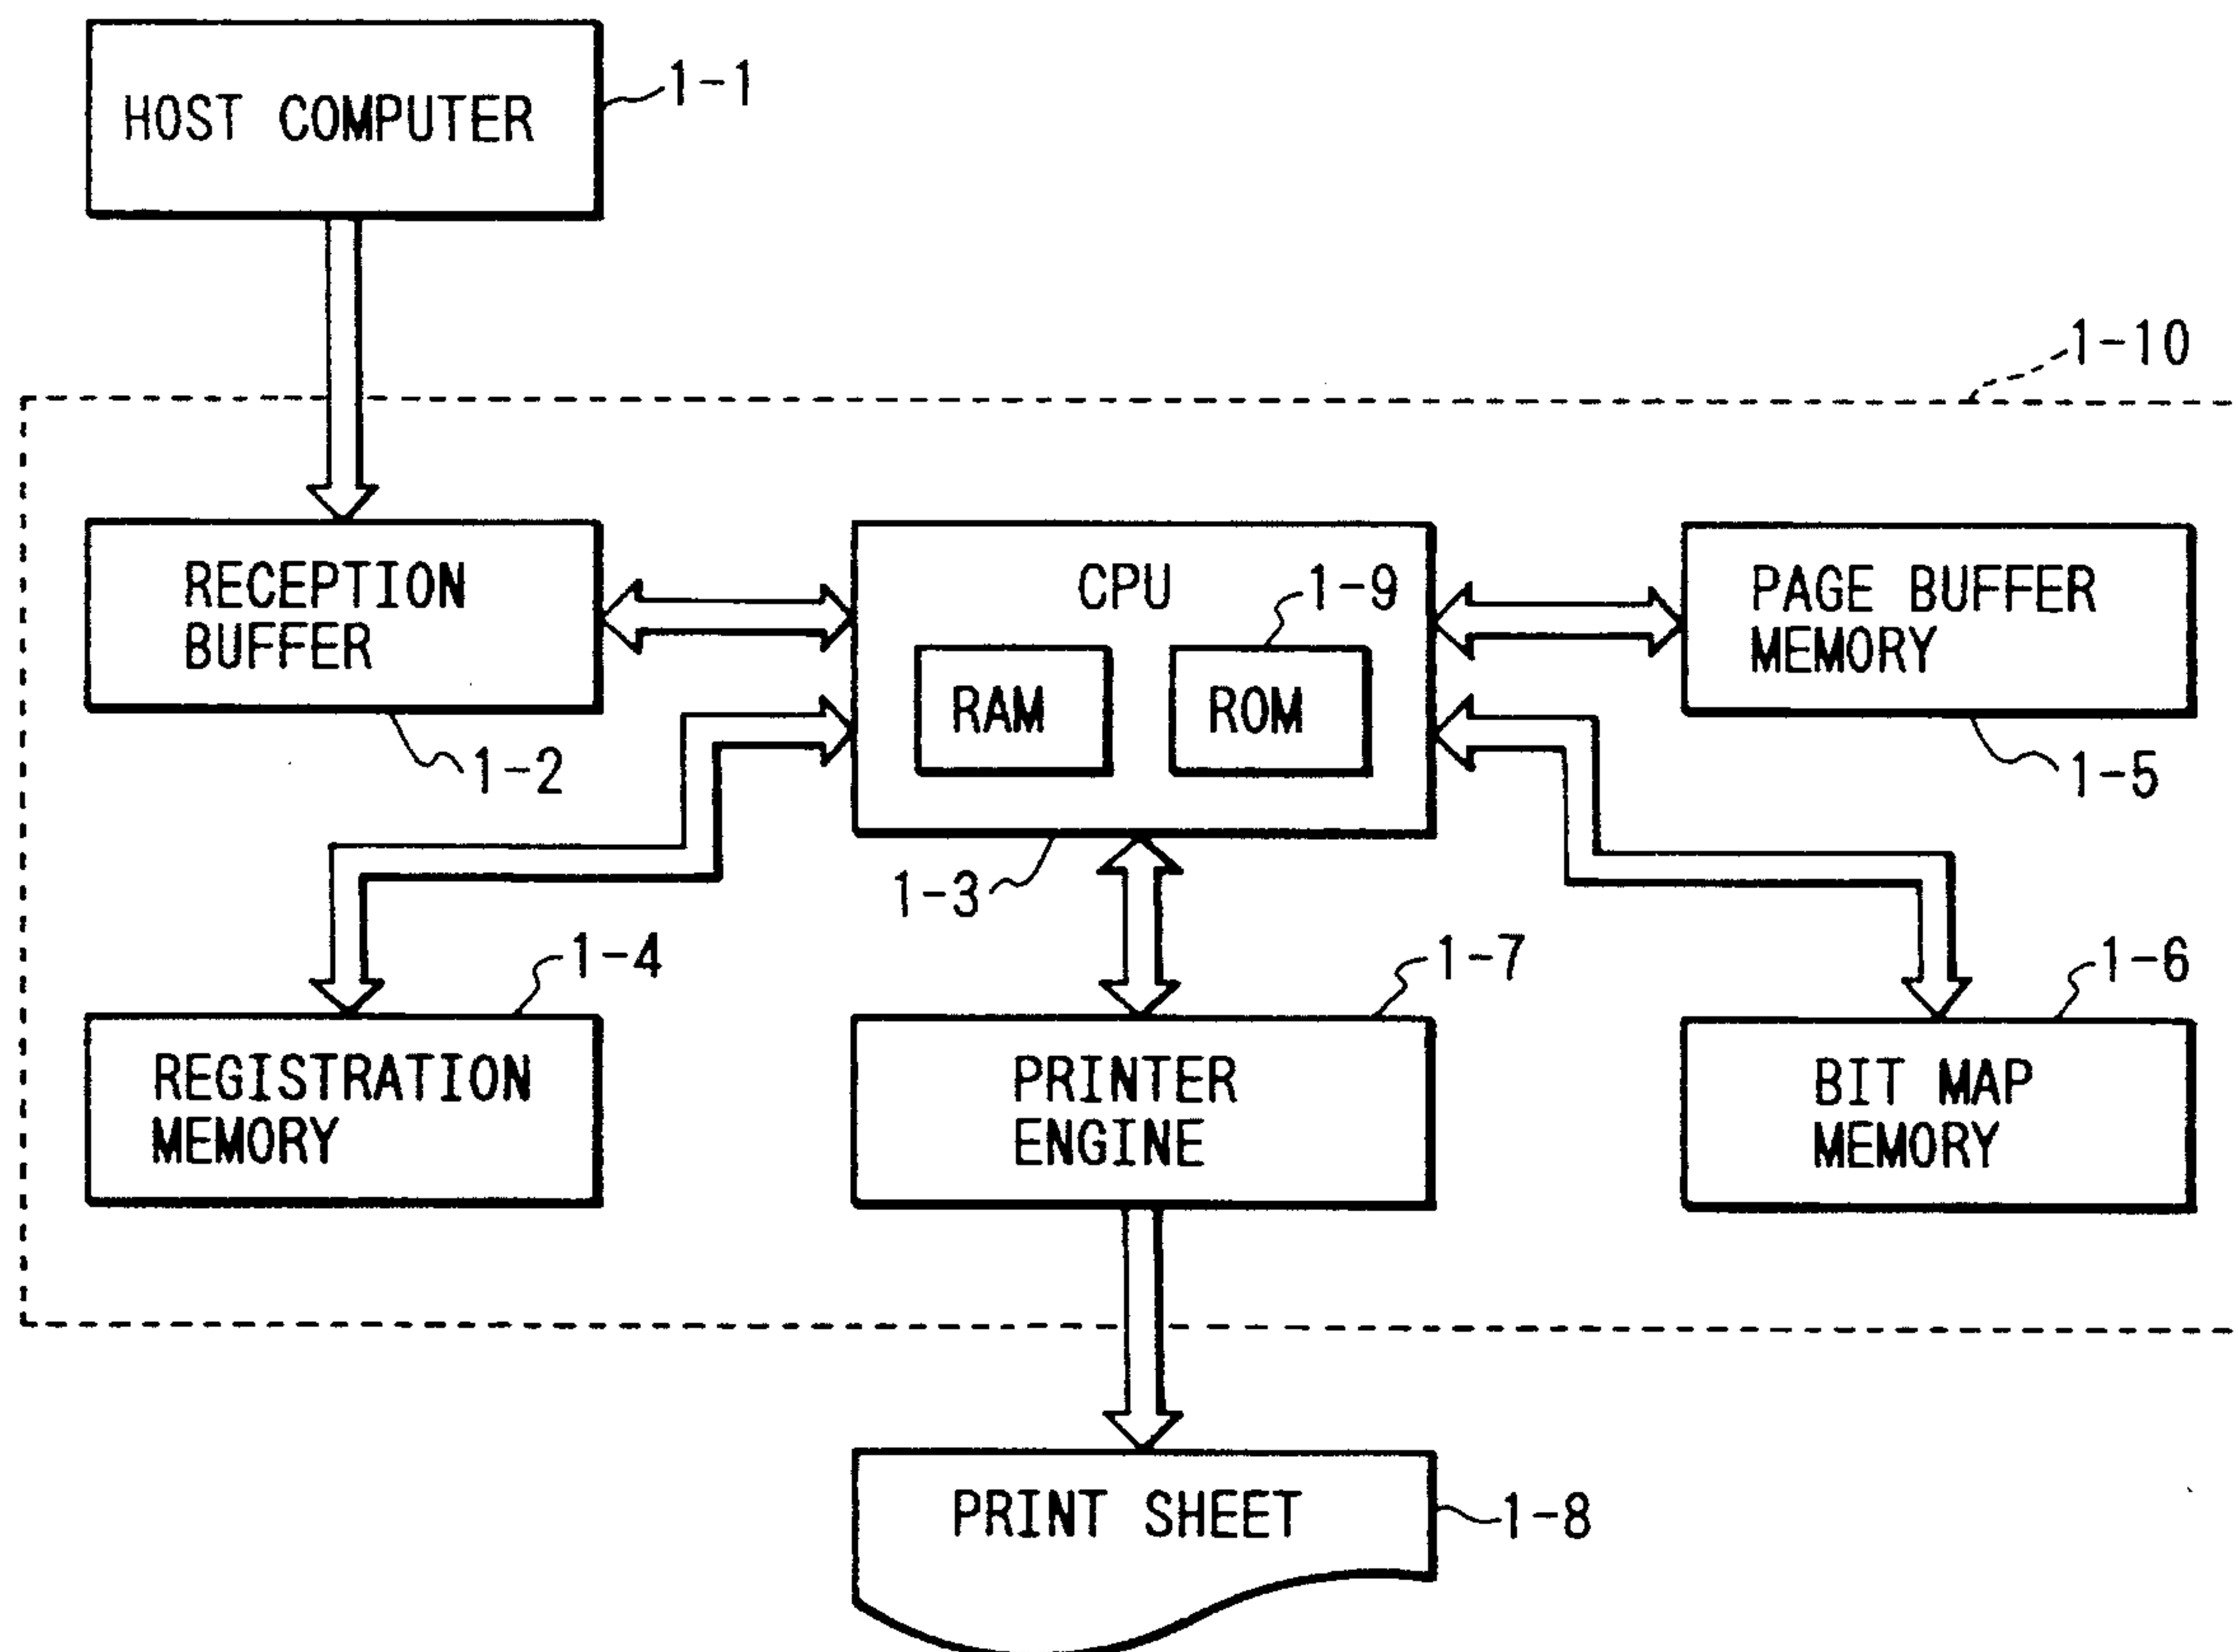 HOST COMPUTER
1-1
1-10
RECEPTION
BUFFER
1-2
CPU
1-9
RAM
ROM
1-3
PAGE BUFFER
MEMORY
1-5
1-4
REGISTRATION
MEMORY
1-7
PRINTER
ENGINE
1-6
BIT MAP
MEMORY
PRINT SHEET
1-8